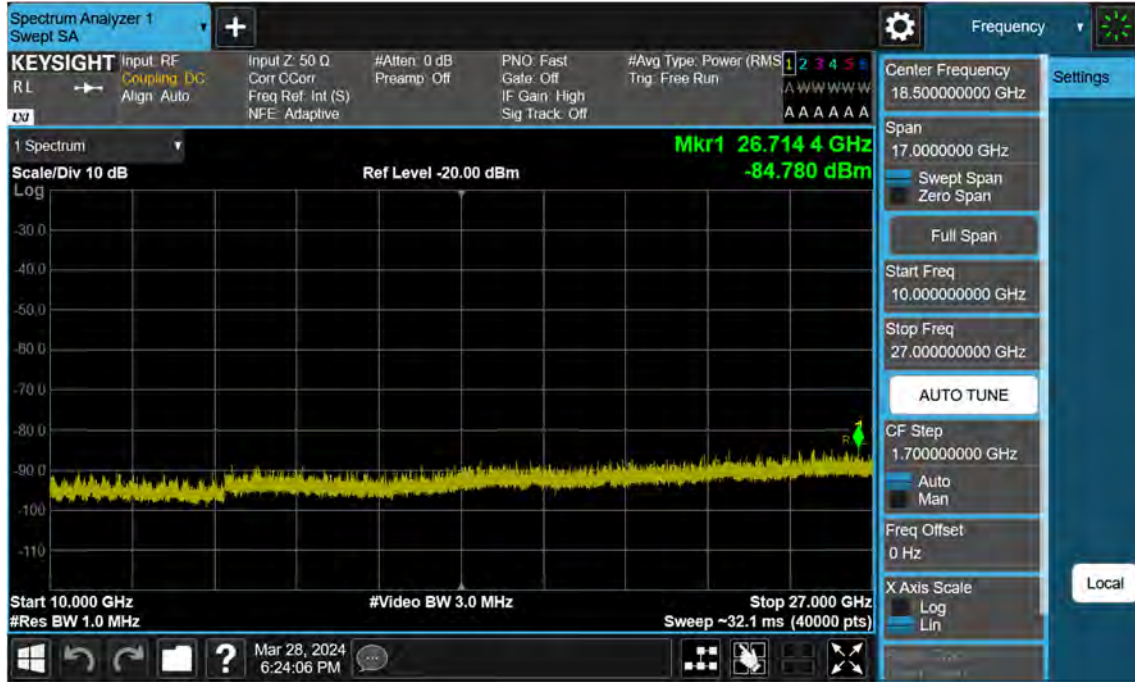 Spectrum Analyzer 1
Swept SA
+
Frequency
KEYSIGHT
R L
LXI
Input: RF
Coupling: DC
Align: Auto
Input Z: 50 Ω
Corr CCorr
Freq Ref: Int (S)
NFE: Adaptive
#Atten: 0 dB
Preamp: Off
PNO: Fast
Gate: Off
IF Gain: High
Sig Track: Off
#Avg Type: Power (RMS
Trig: Free Run
1 2 3 4 5 6
A W W W W W
A A A A A A
1 Spectrum
Scale/Div 10 dB
Log
Ref Level -20.00 dBm
Mkr1 26.714 4 GHz
-84.780 dBm
-30.0
-40.0
-50.0
-60.0
-70.0
-80.0
-90.0
-100
-110
1
Start 10.000 GHz
#Res BW 1.0 MHz
#Video BW 3.0 MHz
Stop 27.000 GHz
Sweep ~32.1 ms (40000 pts)
Center Frequency
18.500000000 GHz
Span
17.0000000 GHz
Swept Span
Zero Span
Full Span
Start Freq
10.000000000 GHz
Stop Freq
27.000000000 GHz
AUTO TUNE
CF Step
1.700000000 GHz
Auto
Man
Freq Offset
0 Hz
X Axis Scale
Log
Lin
Settings
Local
?
Mar 28, 2024
6:24:06 PM